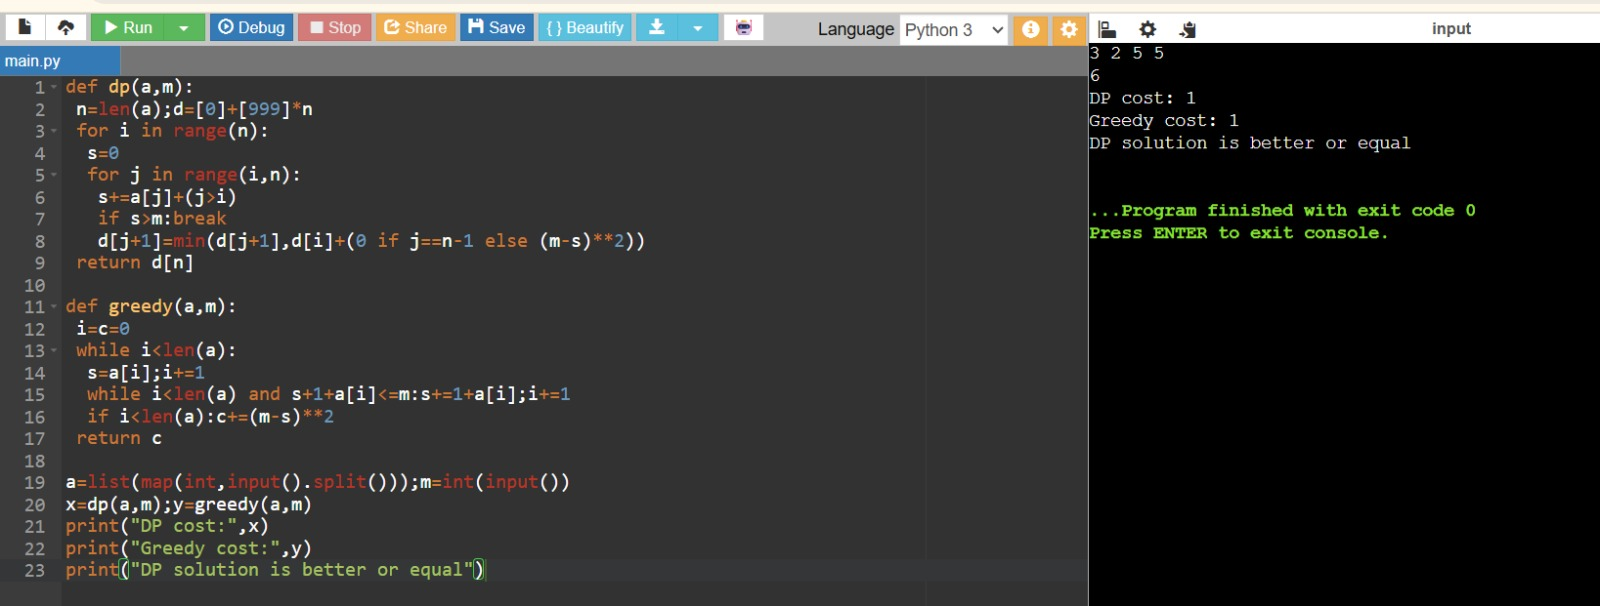 Run Debug Stop Share Save { } Beautify Language Python 3 input
main.py
1 def dp(a,m):
2  n=len(a);d=[0]+[999]*n
3  for i in range(n):
4   s=0
5   for j in range(i,n):
6    s+=a[j]+(j>i)
7    if s>m:break
8    d[j+1]=min(d[j+1],d[i]+(0 if j==n-1 else (m-s)**2))
9  return d[n]
10
11 def greedy(a,m):
12  i=c=0
13  while i<len(a):
14   s=a[i];i+=1
15   while i<len(a) and s+1+a[i]<=m:s+=1+a[i];i+=1
16   if i<len(a):c+=(m-s)**2
17  return c
18
19 a=list(map(int,input().split()));m=int(input())
20 x=dp(a,m);y=greedy(a,m)
21 print("DP cost:",x)
22 print("Greedy cost:",y)
23 print("DP solution is better or equal")
3 2 5 5
6
DP cost: 1
Greedy cost: 1
DP solution is better or equal
...Program finished with exit code 0
Press ENTER to exit console.